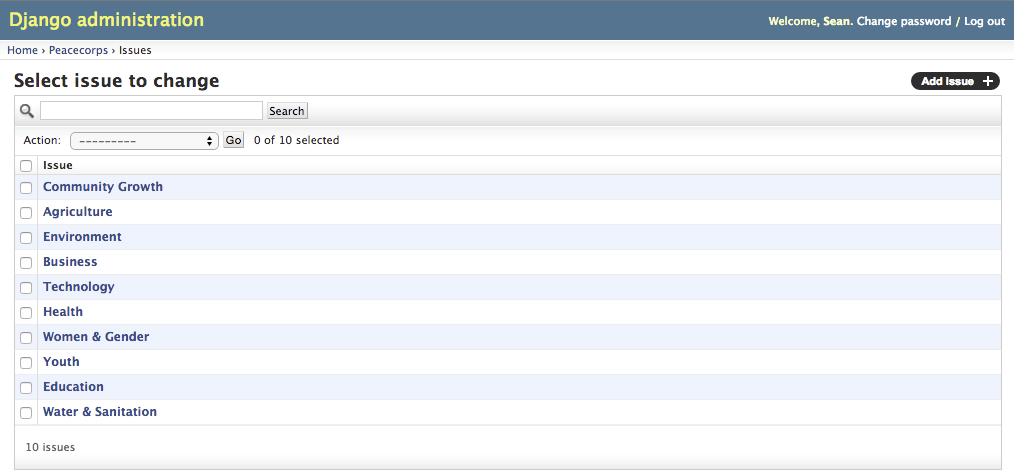 Django administration
Welcome, Sean. Change password / Log out
Home › Peacecorps › Issues
Select issue to change
Add issue +
Search
Action: --------- Go 0 of 10 selected
Issue
Community Growth
Agriculture
Environment
Business
Technology
Health
Women & Gender
Youth
Education
Water & Sanitation
10 issues